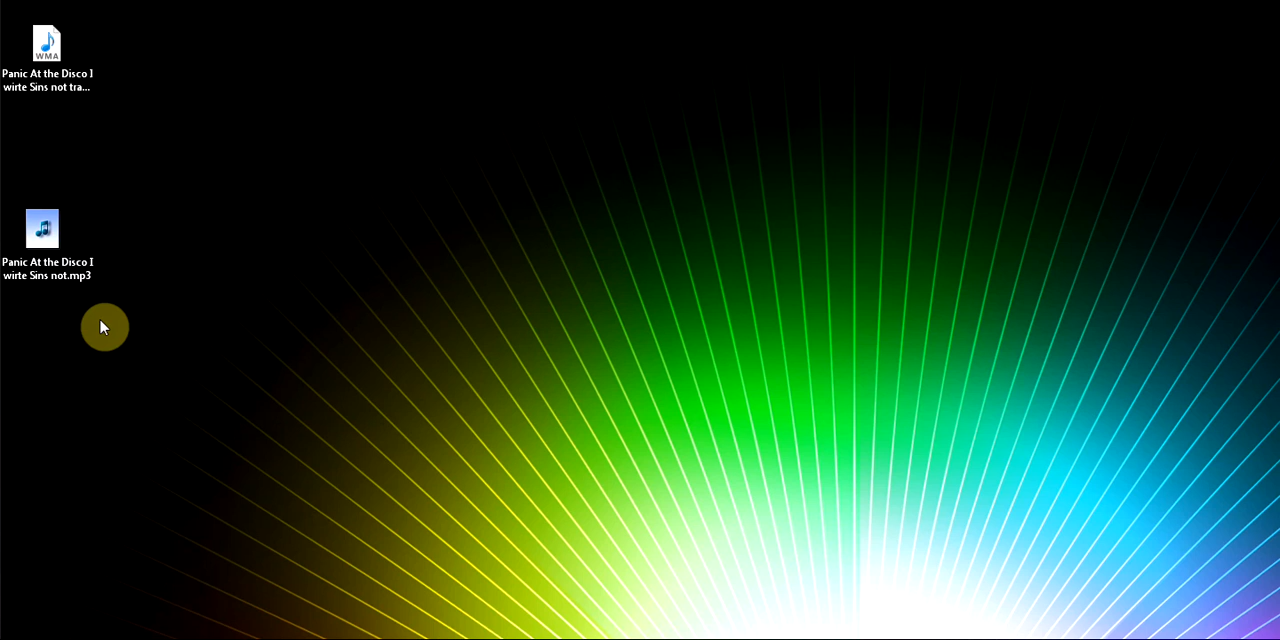 WMA
Panic At the Disco I
wirte Sins not tra...
Panic At the Disco I
wirte Sins not.mp3